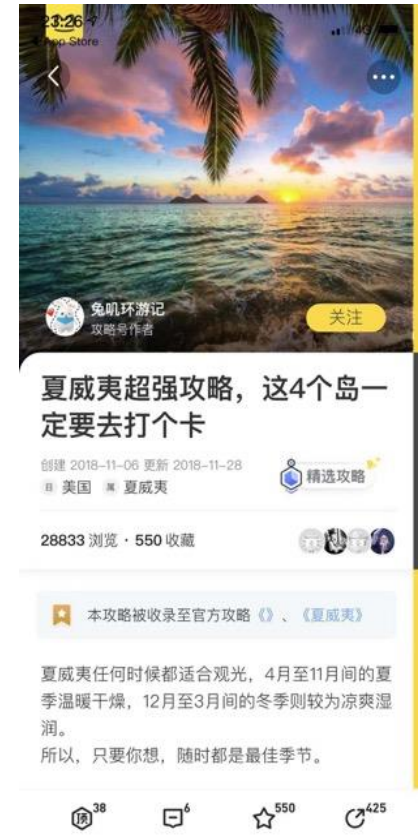 23:26
App Store
4G
兔叽环游记
攻略号作者
关注
夏威夷超强攻略，这4个岛一
定要去打个卡
创建 2018-11-06 更新 2018-11-28
美国 夏威夷
精选攻略
28833 浏览 · 550 收藏
本攻略被收录至官方攻略《》、《夏威夷》
夏威夷任何时候都适合观光，4月至11月间的夏
季温暖干燥，12月至3月间的冬季则较为凉爽湿
润。
所以，只要你想，随时都是最佳季节。
顶 38
6
550
425